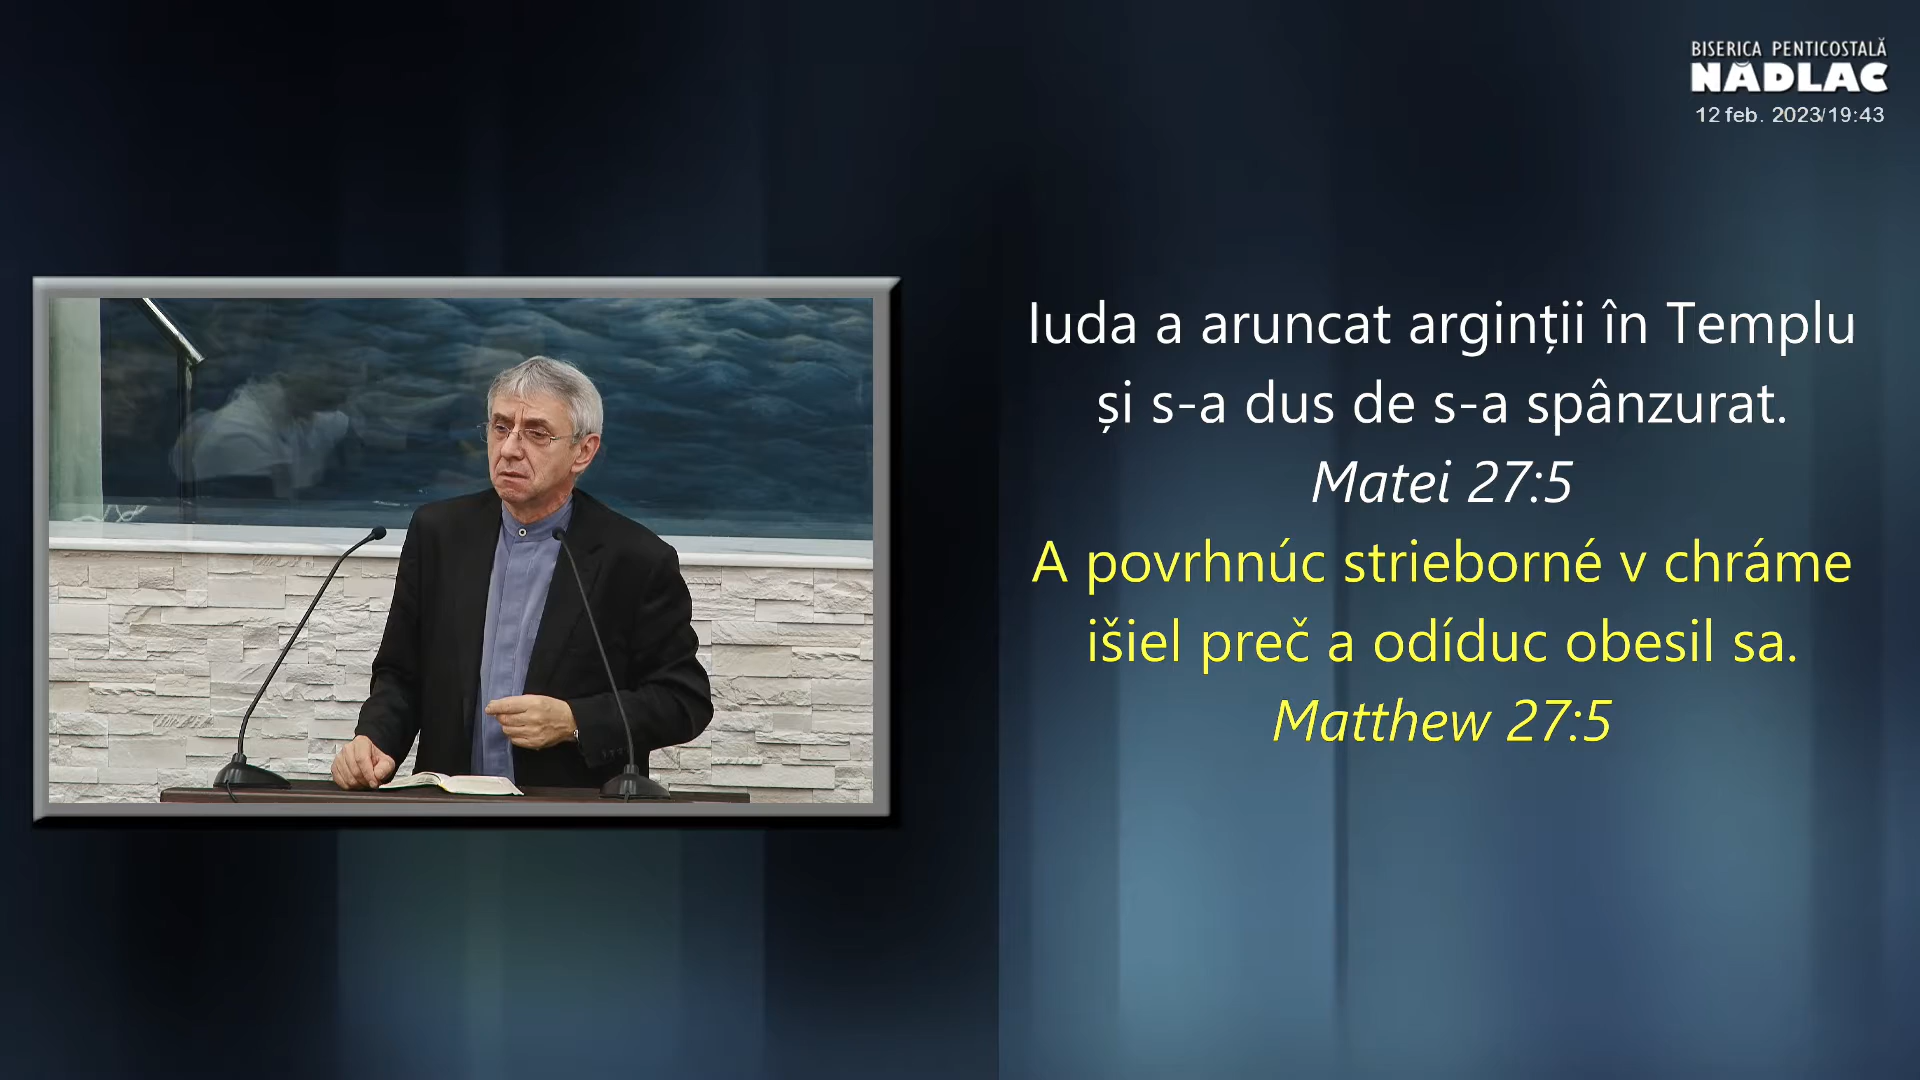 BISERICA PENTICOSTALĂ
NĂDLAC
12 feb. 2023/19:43
Iuda a aruncat arginții în Templu
și s-a dus de s-a spânzurat.
Matei 27:5
A povrhnúc strieborné v chráme
išiel preč a odíduc obesil sa.
Matthew 27:5